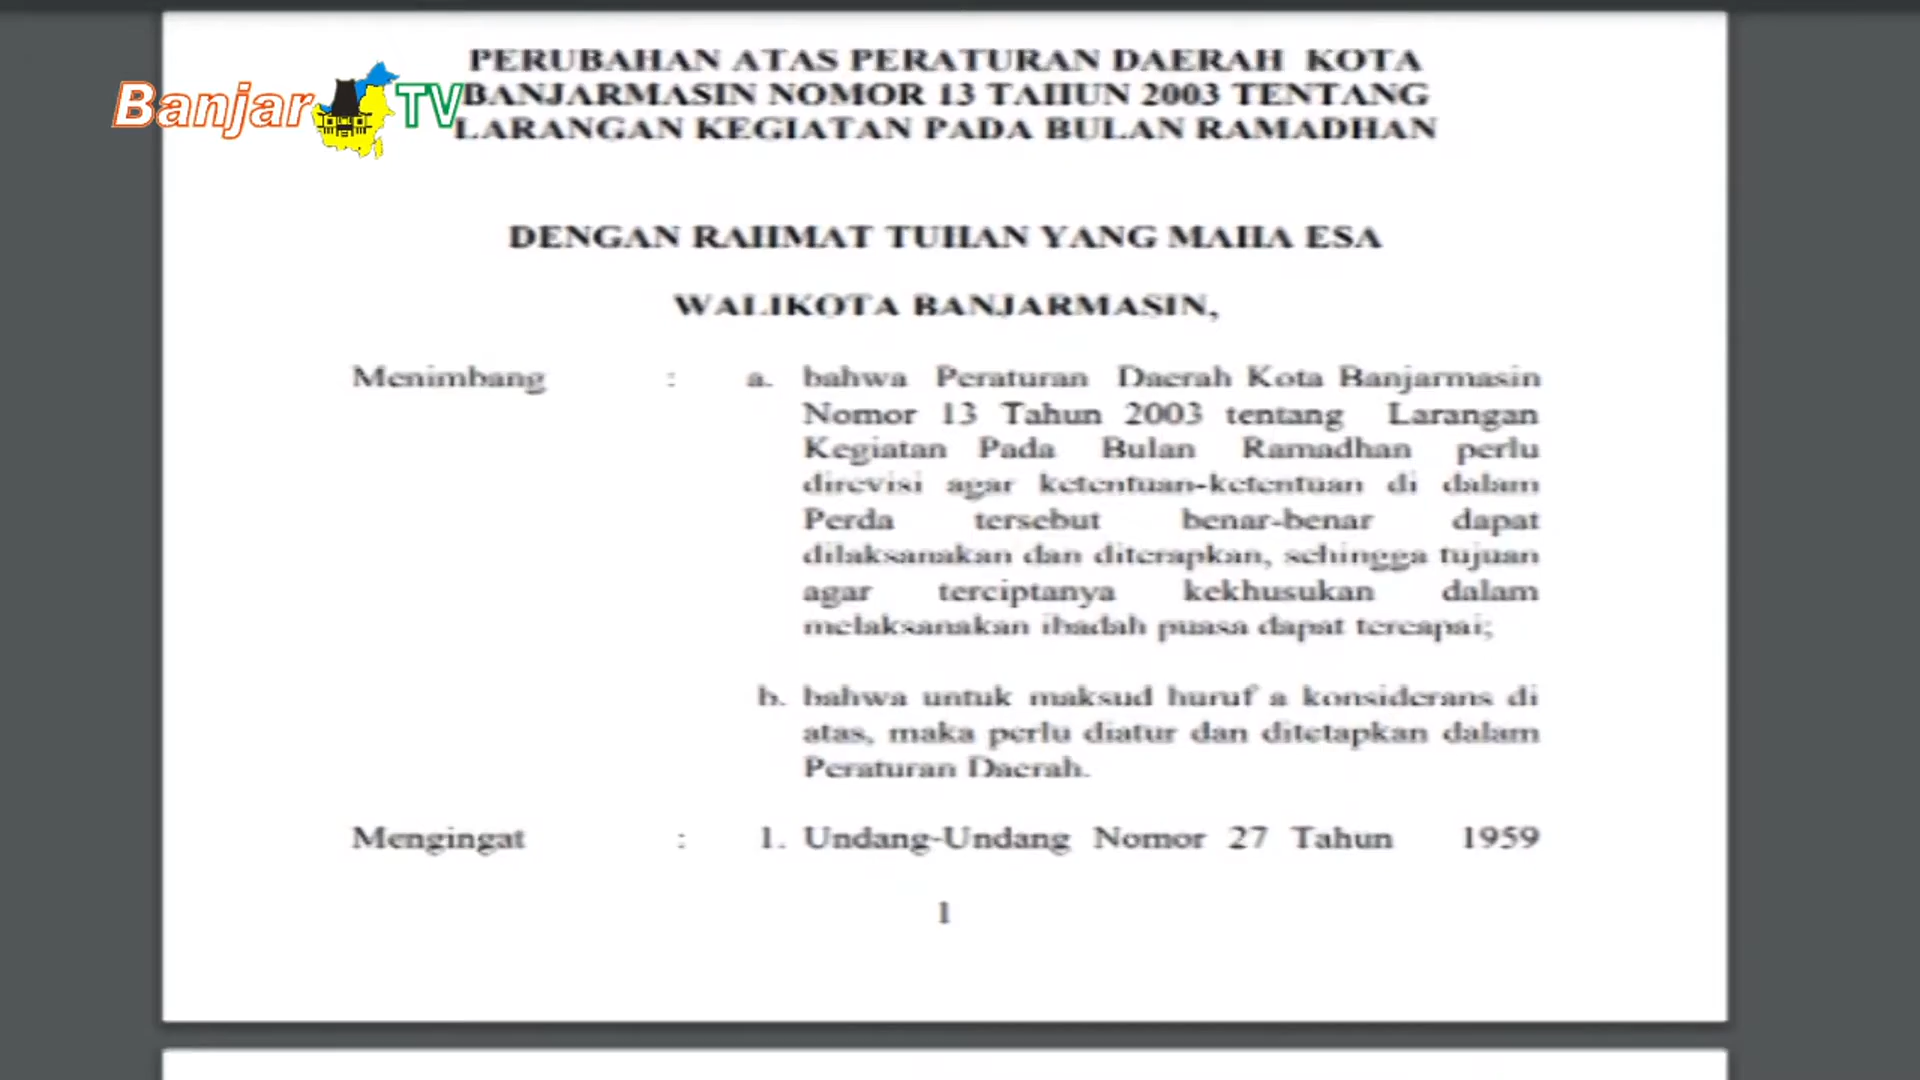 PERUBAHAN ATAS PERATURAN DAERAH KOTA
Banjar TV
BANJARMASIN NOMOR 13 TAHUN 2003 TENTANG
LARANGAN KEGIATAN PADA BULAN RAMADHAN
DENGAN RAHMAT TUHAN YANG MAHA ESA
WALIKOTA BANJARMASIN,
Menimbang : a. bahwa Peraturan Daerah Kota Banjarmasin
Nomor 13 Tahun 2003 tentang Larangan
Kegiatan Pada Bulan Ramadhan perlu
direvisi agar ketentuan-ketentuan di dalam
Perda tersebut benar-benar dapat
dilaksanakan dan diterapkan, sehingga tujuan
agar terciptanya kekhusukan dalam
melaksanakan ibadah puasa dapat tercapai;
b. bahwa untuk maksud huruf a konsiderans di
atas, maka perlu diatur dan ditetapkan dalam
Peraturan Daerah.
Mengingat : 1. Undang-Undang Nomor 27 Tahun 1959
1